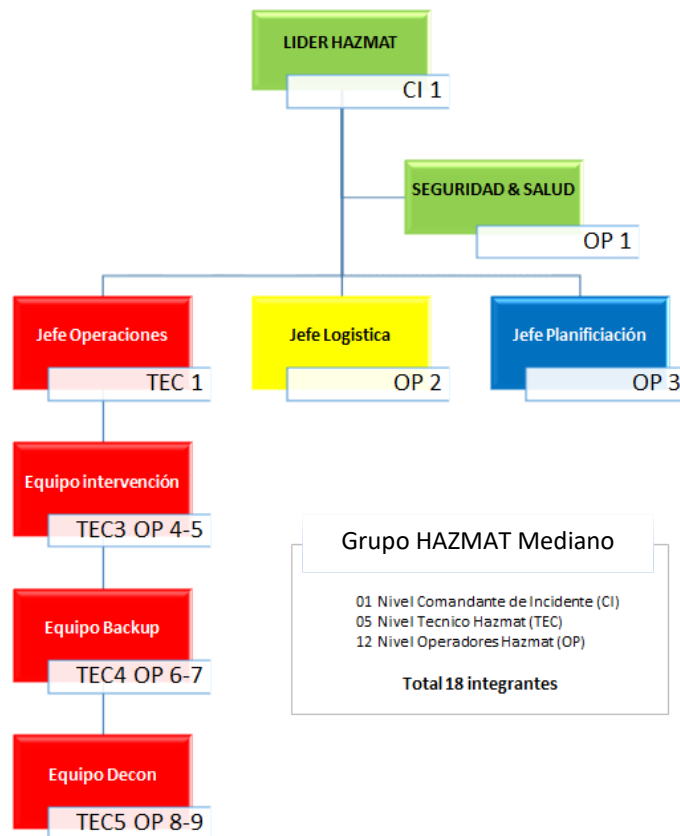 LIDER HAZMAT
CI 1
SEGURIDAD & SALUD
OP 1
Jefe Operaciones
TEC 1
Jefe Logistica
OP 2
Jefe Planificiación
OP 3
Equipo intervención
TEC3 OP 4-5
Equipo Backup
TEC4 OP 6-7
Equipo Decon
TEC5 OP 8-9
Grupo HAZMAT Mediano
01 Nivel Comandante de Incidente (CI)
05 Nivel Tecnico Hazmat (TEC)
12 Nivel Operadores Hazmat (OP)
Total 18 integrantes